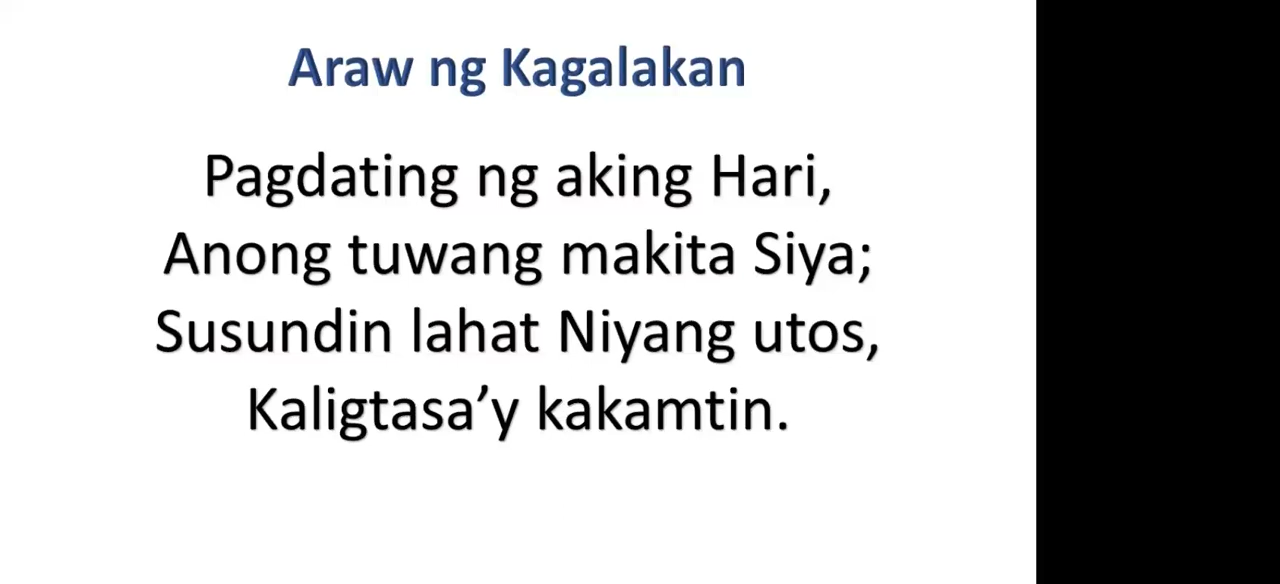 Araw ng Kagalakan
Pagdating ng aking Hari,
Anong tuwang makita Siya;
Susundin lahat Niyang utos,
Kaligtasa’y kakamtin.